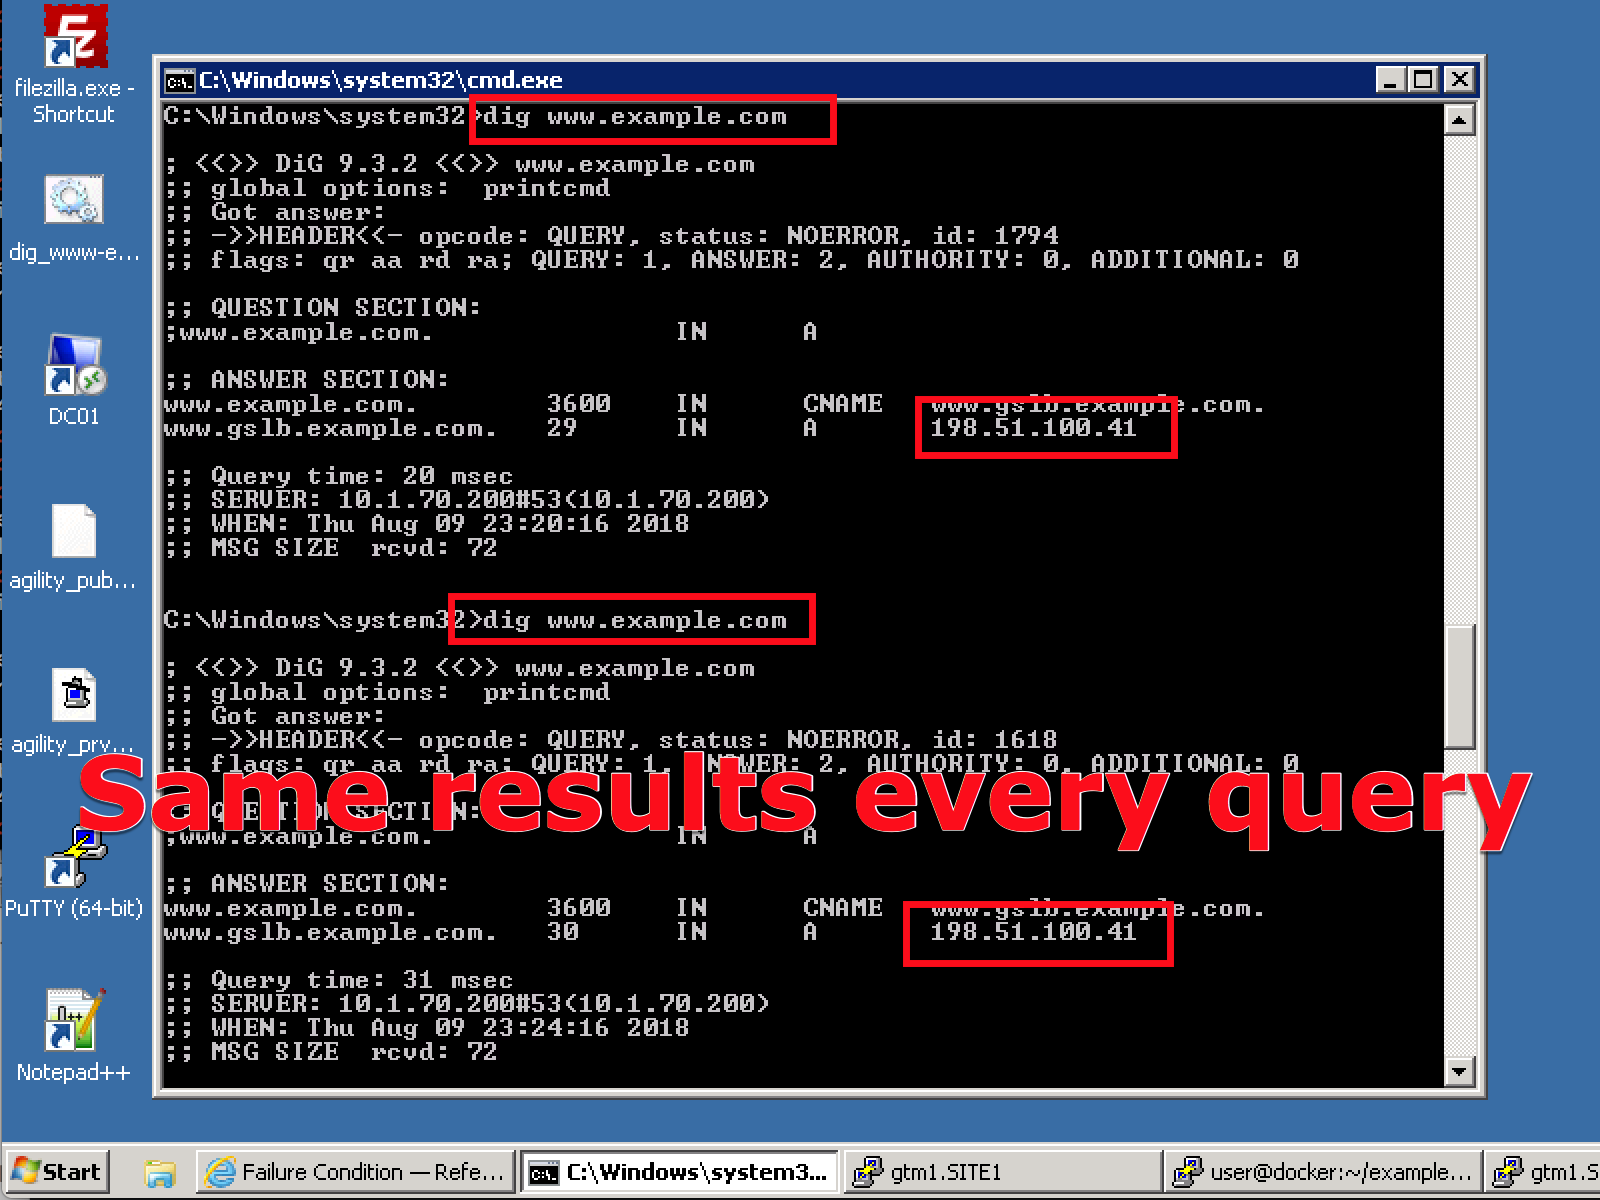 filezilla.exe -
Shortcut
dig_www-e...
DC01
agility_pub...
agility_pry...
PuTTY (64-bit)
Notepad++
C:\Windows\system32\cmd.exe
C:\Windows\system32>dig www.example.com
; <<>> DiG 9.3.2 <<>> www.example.com
;; global options:  printcmd
;; Got answer:
;; ->>HEADER<<- opcode: QUERY, status: NOERROR, id: 1794
;; flags: qr aa rd ra; QUERY: 1, ANSWER: 2, AUTHORITY: 0, ADDITIONAL: 0
;; QUESTION SECTION:
;www.example.com. IN A
;; ANSWER SECTION:
www.example.com. 3600 IN CNAME www.gslb.example.com.
www.gslb.example.com. 29 IN A 198.51.100.41
;; Query time: 20 msec
;; SERVER: 10.1.70.200#53(10.1.70.200)
;; WHEN: Thu Aug 09 23:20:16 2018
;; MSG SIZE  rcvd: 72
C:\Windows\system32>dig www.example.com
; <<>> DiG 9.3.2 <<>> www.example.com
;; global options:  printcmd
;; Got answer:
;; ->>HEADER<<- opcode: QUERY, status: NOERROR, id: 1618
;; flags: qr aa rd ra; QUERY: 1, ANSWER: 2, AUTHORITY: 0, ADDITIONAL: 0
Same results every query
;; QUESTION SECTION:
;www.example.com. IN A
;; ANSWER SECTION:
www.example.com. 3600 IN CNAME www.gslb.example.com.
www.gslb.example.com. 30 IN A 198.51.100.41
;; Query time: 31 msec
;; SERVER: 10.1.70.200#53(10.1.70.200)
;; WHEN: Thu Aug 09 23:24:16 2018
;; MSG SIZE  rcvd: 72
Start
Failure Condition — Refe...
C:\Windows\system3...
gtm1.SITE1
user@docker:~/example...
gtm1.S